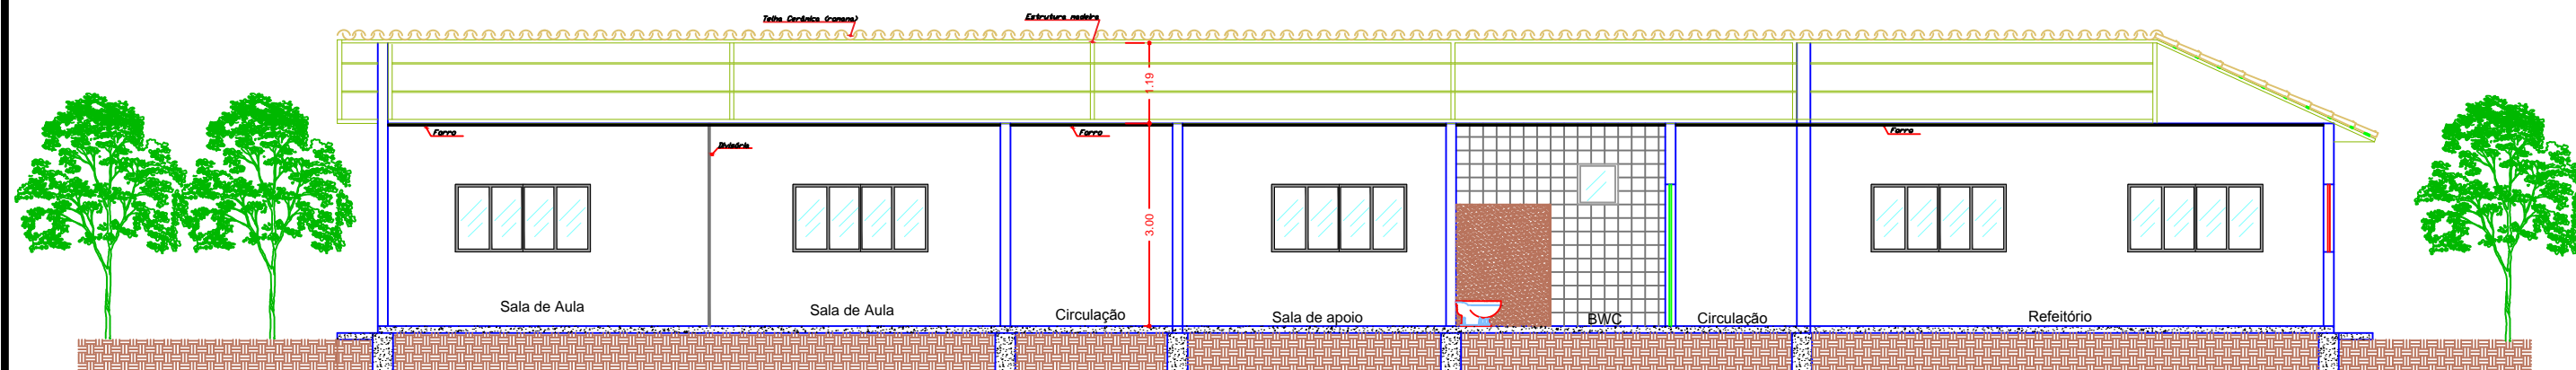 Telha Cerâmica (romana)
Estrutura madeira
1.19
Forro
Forro
Forro
Divisória
3.00
Sala de Aula
Sala de Aula
Circulação
Sala de apoio
BWC
Circulação
Refeitório